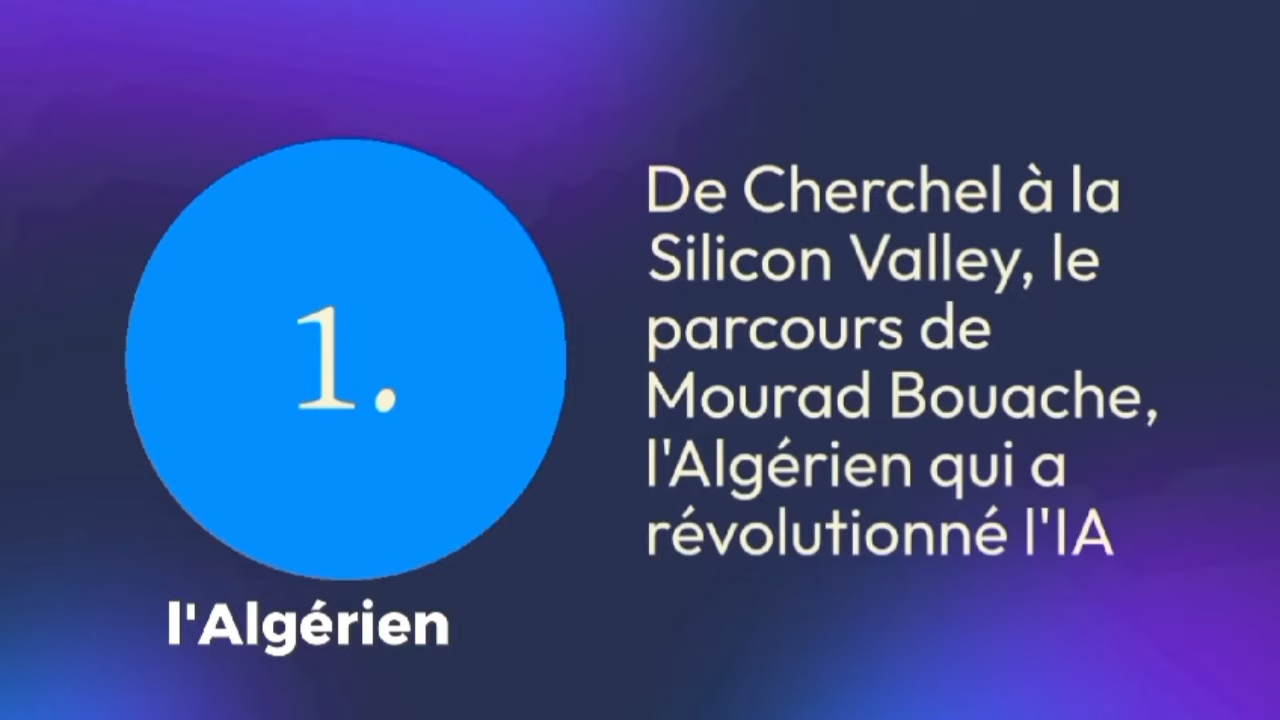 1.
De Cherchel à la
Silicon Valley, le
parcours de
Mourad Bouache,
l'Algérien qui a
révolutionné l'IA
l'Algérien